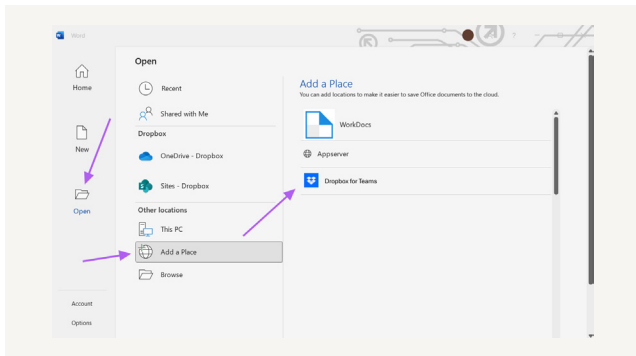 Word
?
Home
New
Open
Account
Options
Open
Recent
Shared with Me
Dropbox
OneDrive - Dropbox
Sites - Dropbox
Other locations
This PC
Add a Place
Browse
Add a Place
You can add locations to make it easier to save Office documents to the cloud.
WorkDocs
Appserver
Dropbox for Teams